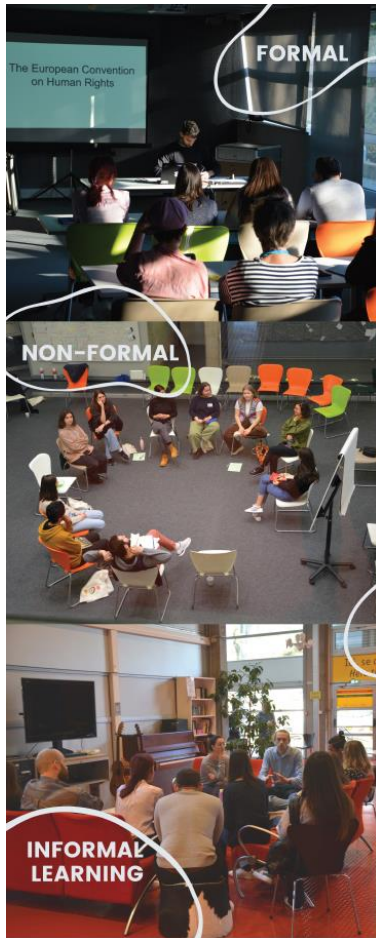 FORMAL
The European Convention
on Human Rights
NON-FORMAL
INFORMAL
LEARNING